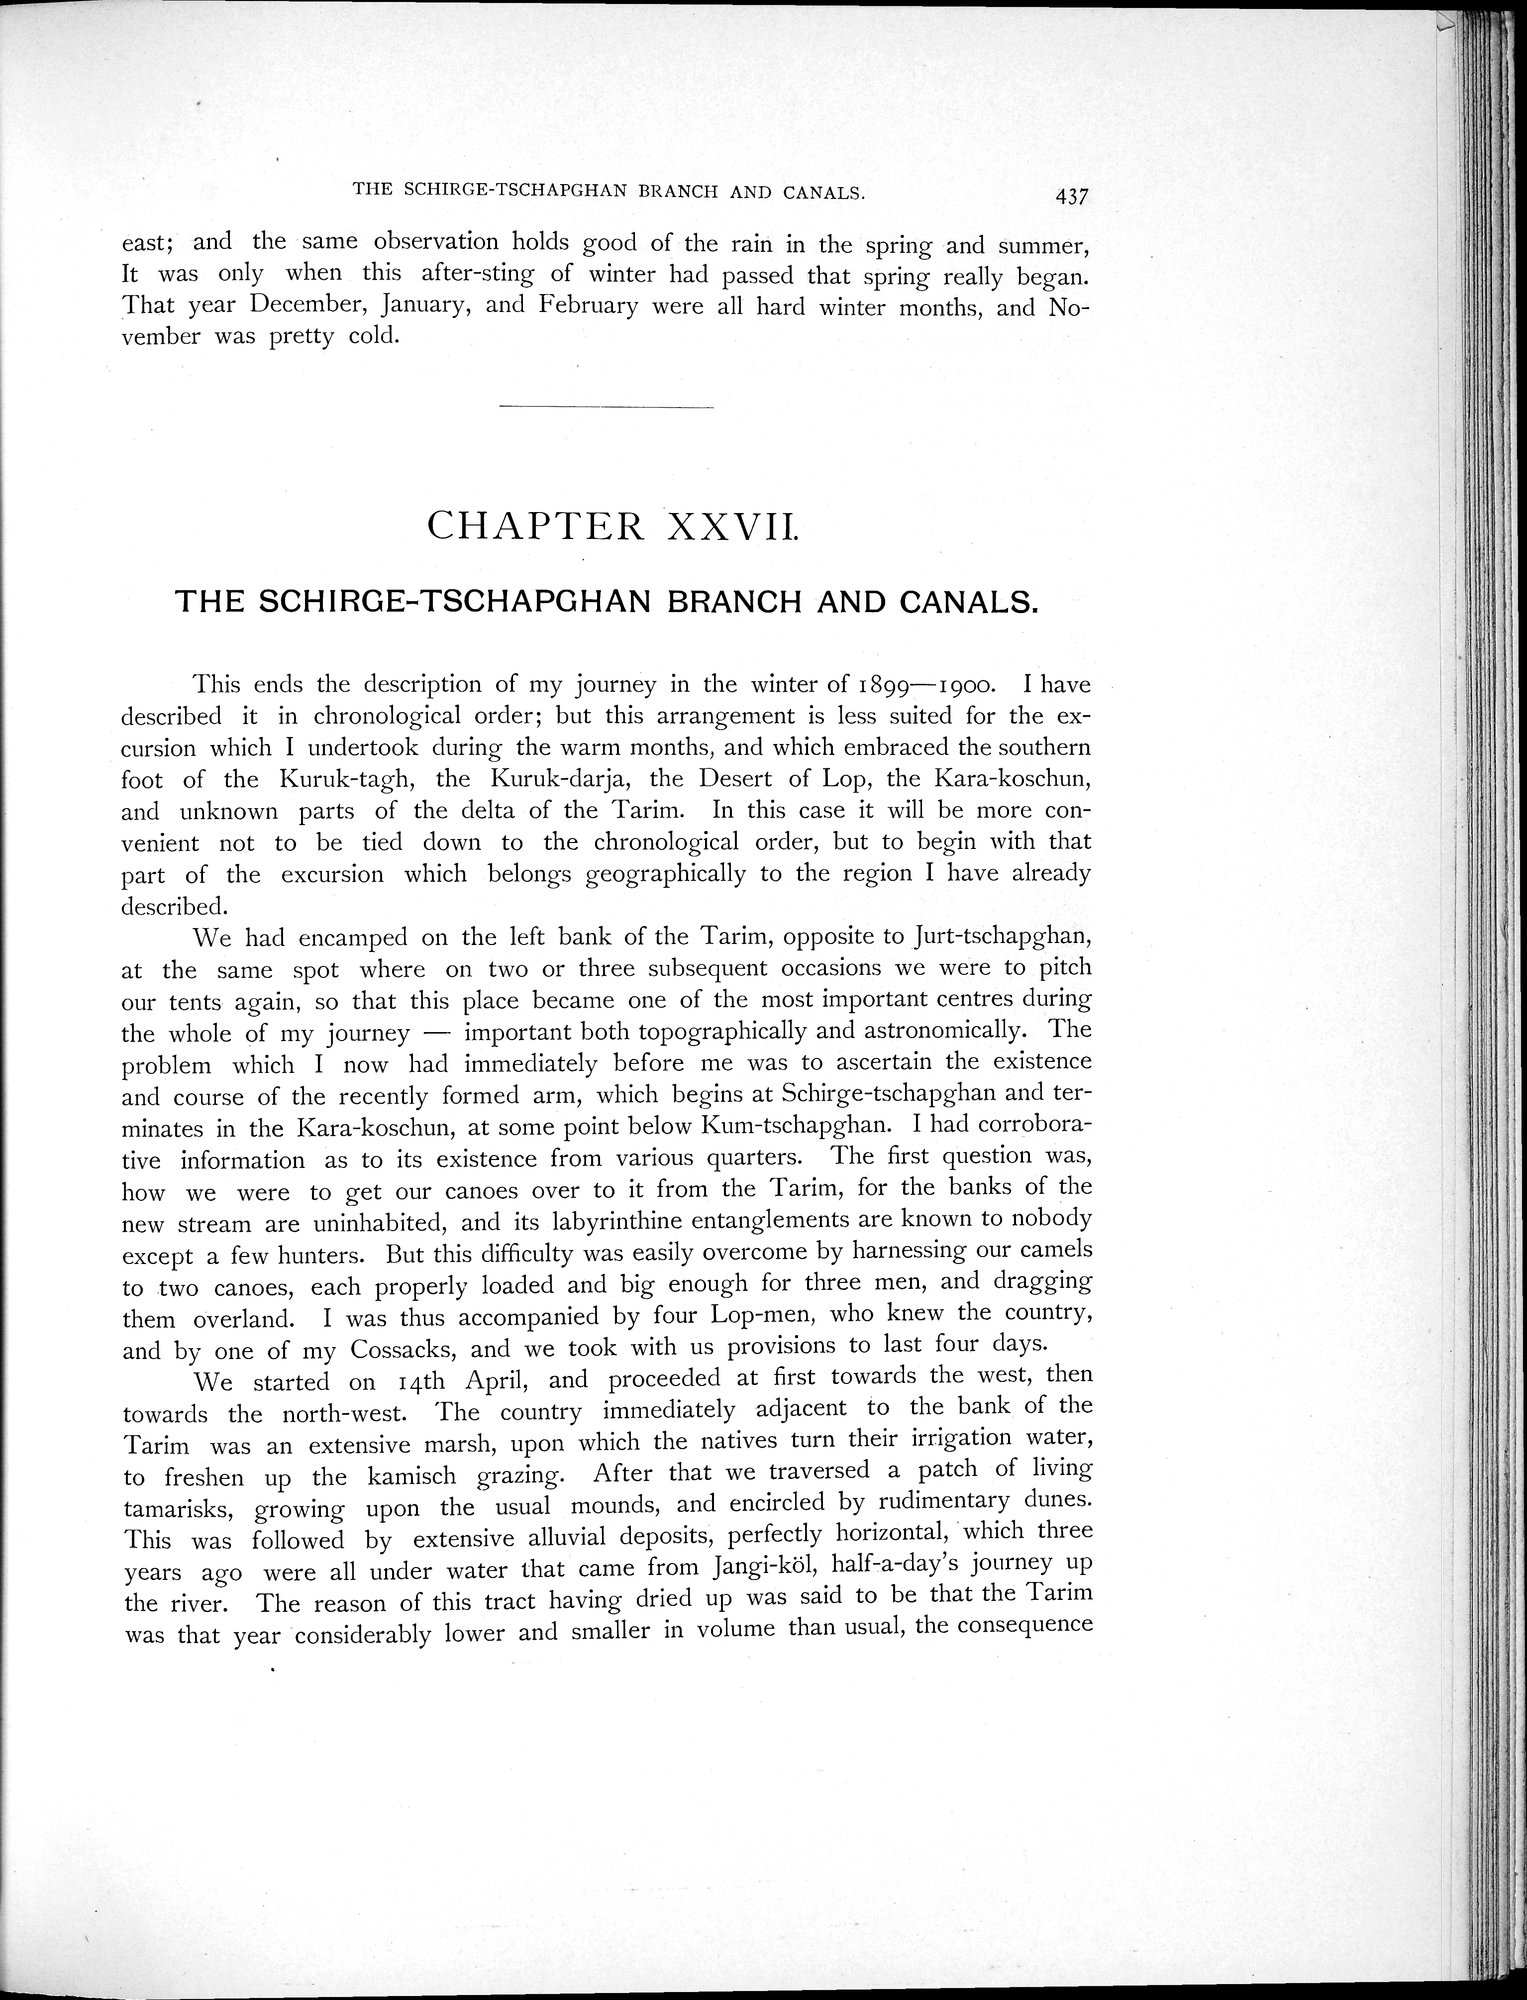 THE SCHIRGE-TSCHAPGHAN BRANCH AND CANALS. 437
east; and the same observation holds good of the rain in the spring and summer,
It was only when this after-sting of winter had passed that spring really began.
That year December, January, and February were all hard winter months, and No-
vember was pretty cold.
CHAPTER XXVII.
THE SCHIRGE-TSCHAPGHAN BRANCH AND CANALS.
This ends the description of my journey in the winter of 1899—1900. I have
described it in chronological order; but this arrangement is less suited for the ex-
cursion which I undertook during the warm months, and which embraced the southern
foot of the Kuruk-tagh, the Kuruk-darja, the Desert of Lop, the Kara-koschun,
and unknown parts of the delta of the Tarim. In this case it will be more con-
venient not to be tied down to the chronological order, but to begin with that
part of the excursion which belongs geographically to the region I have already
described.
We had encamped on the left bank of the Tarim, opposite to Jurt-tschapghan,
at the same spot where on two or three subsequent occasions we were to pitch
our tents again, so that this place became one of the most important centres during
the whole of my journey — important both topographically and astronomically. The
problem which I now had immediately before me was to ascertain the existence
and course of the recently formed arm, which begins at Schirge-tschapghan and ter-
minates in the Kara-koschun, at some point below Kum-tschapghan. I had corrobora-
tive information as to its existence from various quarters. The first question was,
how we were to get our canoes over to it from the Tarim, for the banks of the
new stream are uninhabited, and its labyrinthine entanglements are known to nobody
except a few hunters. But this difficulty was easily overcome by harnessing our camels
to two canoes, each properly loaded and big enough for three men, and dragging
them overland. I was thus accompanied by four Lop-men, who knew the country,
and by one of my Cossacks, and we took with us provisions to last four days.
We started on 14th April, and proceeded at first towards the west, then
towards the north-west. The country immediately adjacent to the bank of the
Tarim was an extensive marsh, upon which the natives turn their irrigation water,
to freshen up the kamisch grazing. After that we traversed a patch of living
tamarisks, growing upon the usual mounds, and encircled by rudimentary dunes.
This was followed by extensive alluvial deposits, perfectly horizontal, which three
years ago were all under water that came from Jangi-köl, half-a-day's journey up
the river. The reason of this tract having dried up was said to be that the Tarim
was that year considerably lower and smaller in volume than usual, the consequence